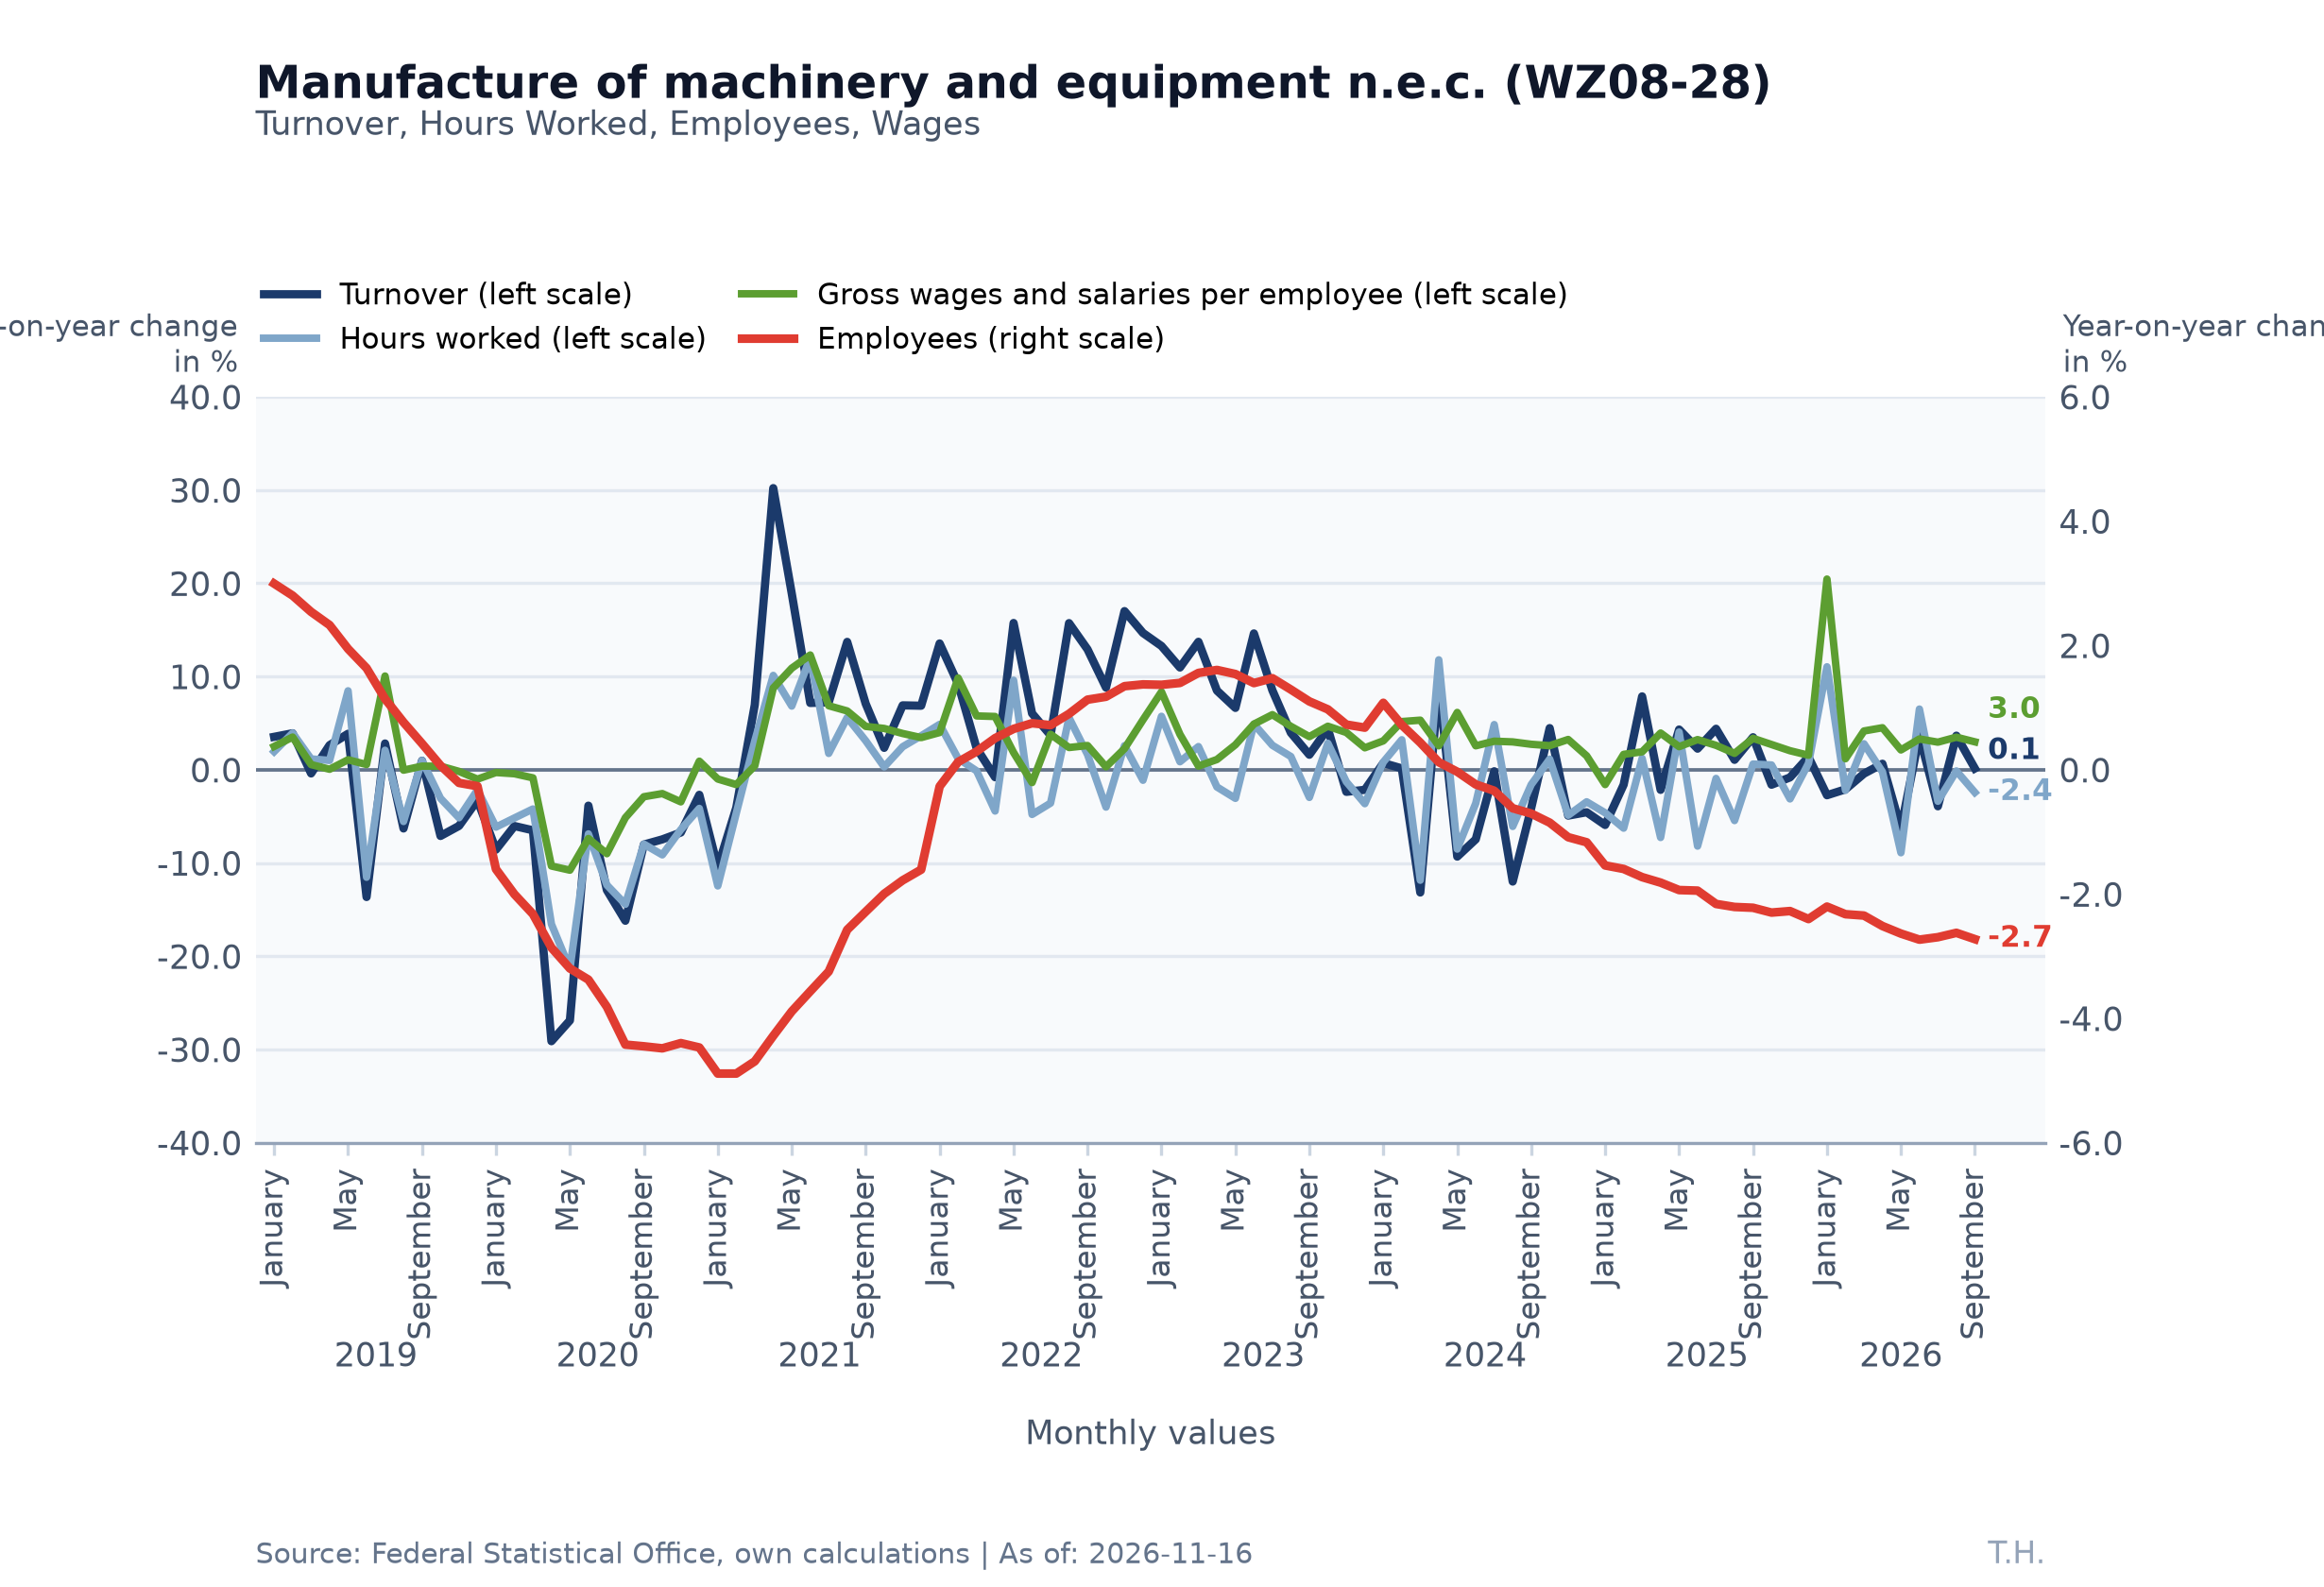 Manufacture of machinery and equipment n.e.c. (WZ08-28)
Turnover, Hours Worked, Employees, Wages
Turnover (left scale)
Gross wages and salaries per employee (left scale)
Hours worked (left scale)
Employees (right scale)
-on-year change
in %
Year-on-year chan
in %
40.0
30.0
20.0
10.0
0.0
-10.0
-20.0
-30.0
-40.0
6.0
4.0
2.0
0.0
-2.0
-4.0
-6.0
3.0
0.1
-2.4
-2.7
January
May
September
January
May
September
January
May
September
January
May
September
January
May
September
January
May
September
January
May
September
January
May
September
2019
2020
2021
2022
2023
2024
2025
2026
Monthly values
Source: Federal Statistical Office, own calculations | As of: 2026-11-16
T.H.